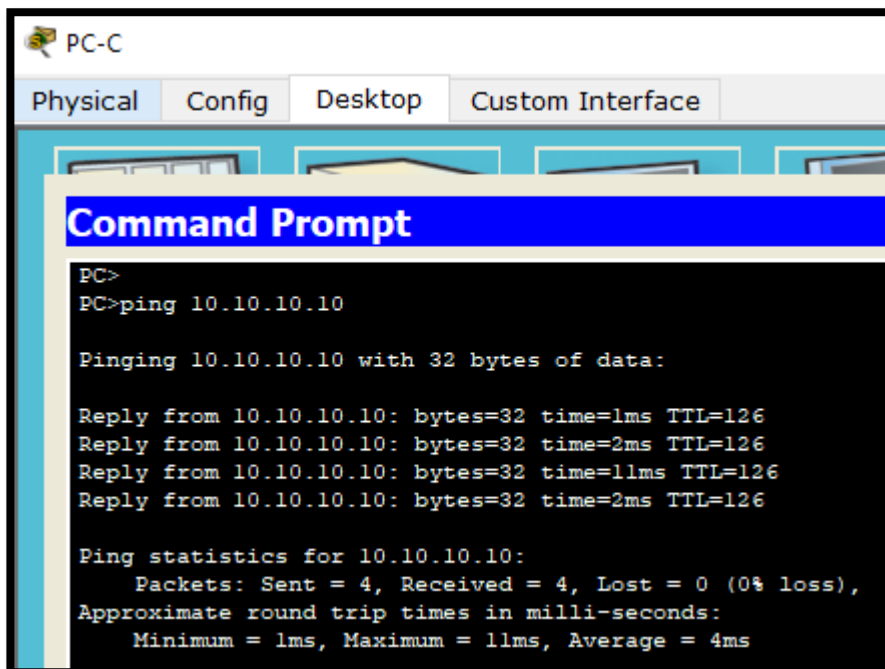 PC-C
Physical Config Desktop Custom Interface
Command Prompt
PC>
PC>ping 10.10.10.10
Pinging 10.10.10.10 with 32 bytes of data:
Reply from 10.10.10.10: bytes=32 time=1ms TTL=126
Reply from 10.10.10.10: bytes=32 time=2ms TTL=126
Reply from 10.10.10.10: bytes=32 time=11ms TTL=126
Reply from 10.10.10.10: bytes=32 time=2ms TTL=126
Ping statistics for 10.10.10.10:
Packets: Sent = 4, Received = 4, Lost = 0 (0% loss),
Approximate round trip times in milli-seconds:
Minimum = 1ms, Maximum = 11ms, Average = 4ms